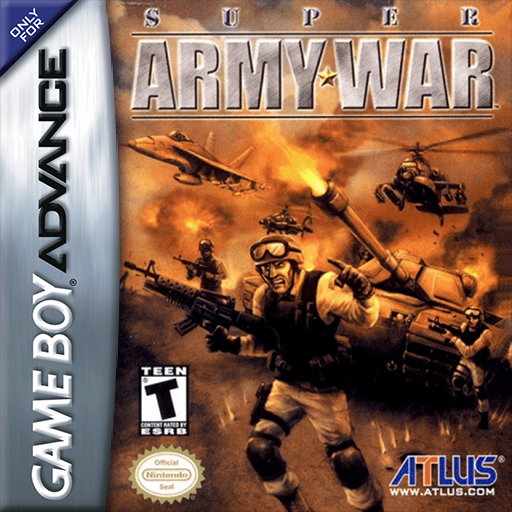 ONLY
FOR
GAME BOY ADVANCE
SUPER
ARMY★WAR™
TEEN
T
CONTENT RATED BY
ESRB
Official
Nintendo
Seal
ATLUS®
WWW.ATLUS.COM